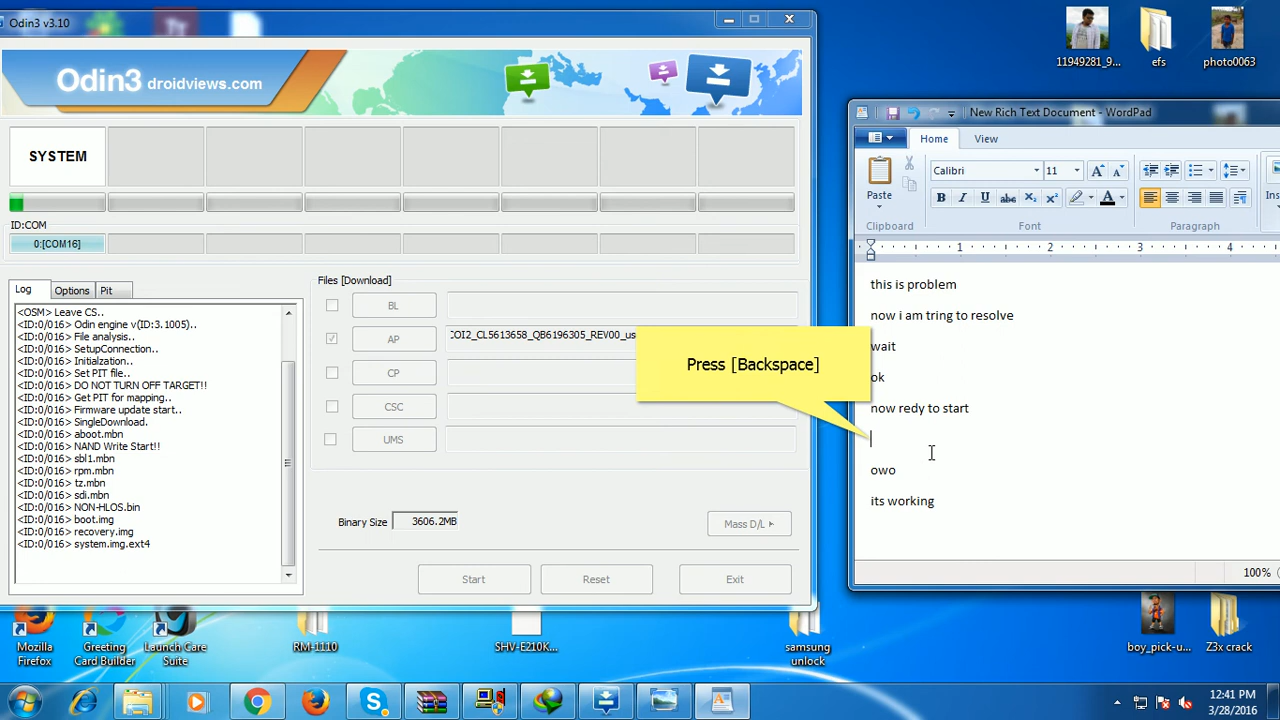 Odin3 v3.10
Odin3 droidviews.com
SYSTEM
ID:COM
0:[COM16]
Log
Options
Pit
<OSM> Leave CS..
<ID:0/016> Odin engine v(ID:3.1005)..
<ID:0/016> File analysis..
<ID:0/016> SetupConnection..
<ID:0/016> Initialzation..
<ID:0/016> Set PIT file..
<ID:0/016> DO NOT TURN OFF TARGET!!
<ID:0/016> Get PIT for mapping..
<ID:0/016> Firmware update start..
<ID:0/016> SingleDownload.
<ID:0/016> aboot.mbn
<ID:0/016> NAND Write Start!!
<ID:0/016> sbl1.mbn
<ID:0/016> rpm.mbn
<ID:0/016> tz.mbn
<ID:0/016> sdi.mbn
<ID:0/016> NON-HLOS.bin
<ID:0/016> boot.img
<ID:0/016> recovery.img
<ID:0/016> system.img.ext4
Files [Download]
BL
AP
COI2_CL5613658_QB6196305_REV00_us
CP
CSC
UMS
Binary Size
3606.2MB
Mass D/L
Start
Reset
Exit
Press [Backspace]
11949281_9...
efs
photo0063
New Rich Text Document - WordPad
Home
View
Calibri
11
Paste
Clipboard
Font
Paragraph
Ins
1 2 3 4
this is problem
now i am tring to resolve
wait
ok
now redy to start
owo
its working
100%
Mozilla
Firefox
Greeting
Card Builder
Launch Care
Suite
RM-1110
SHV-E210K...
samsung
unlock
boy_pick-u...
Z3x crack
12:41 PM
3/28/2016